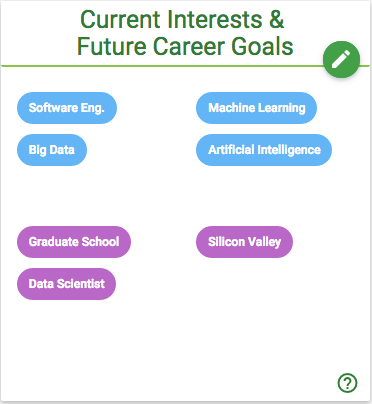 Current Interests &
Future Career Goals
Software Eng.
Machine Learning
Big Data
Artificial Intelligence
Graduate School
Silicon Valley
Data Scientist
?